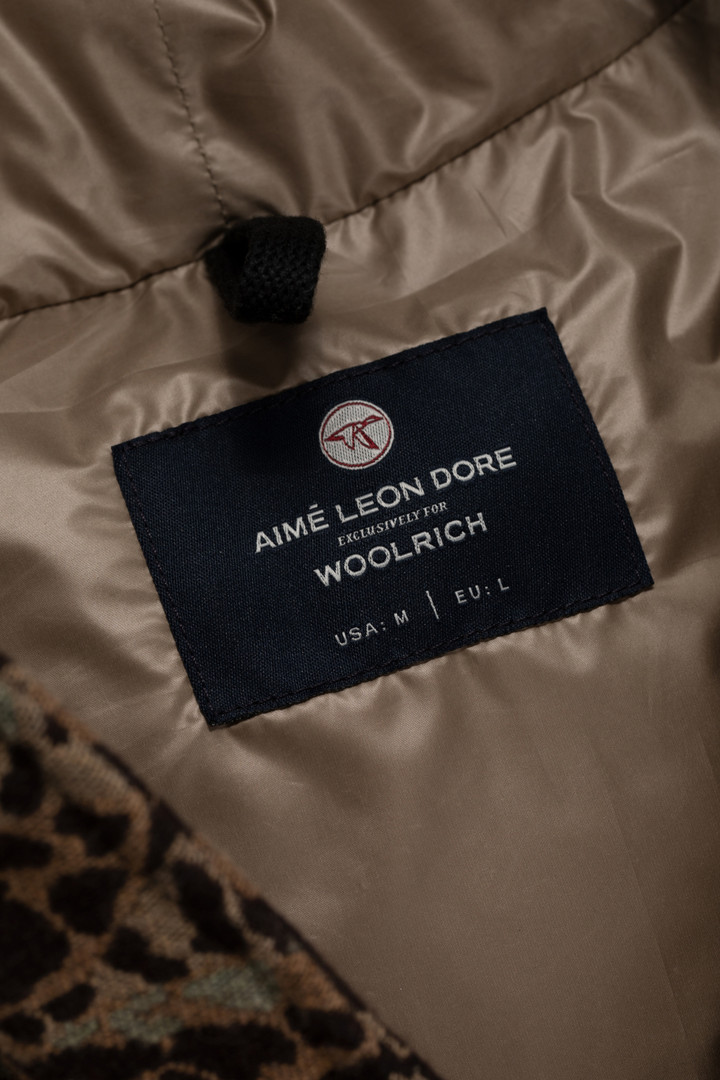 AIMÉ LEON DORE
EXCLUSIVELY FOR
WOOLRICH
USA: M | EU: L